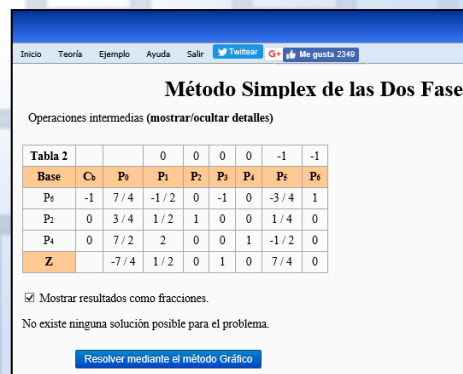 Inicio Teoría Ejemplo Ayuda Salir Twittear G+ Me gusta 2349
Método Simplex de las Dos Fase
Operaciones intermedias (mostrar/ocultar detalles)
Tabla 2 0 0 0 0 -1 -1
Base Cb P0 P1 P2 P3 P4 P5 P6
P6 -1 7 / 4 -1 / 2 0 -1 0 -3 / 4 1
P2 0 3 / 4 1 / 2 1 0 0 1 / 4 0
P4 0 7 / 2 2 0 0 1 -1 / 2 0
Z -7 / 4 1 / 2 0 1 0 7 / 4 0
Mostrar resultados como fracciones.
No existe ninguna solución posible para el problema.
Resolver mediante el método Gráfico